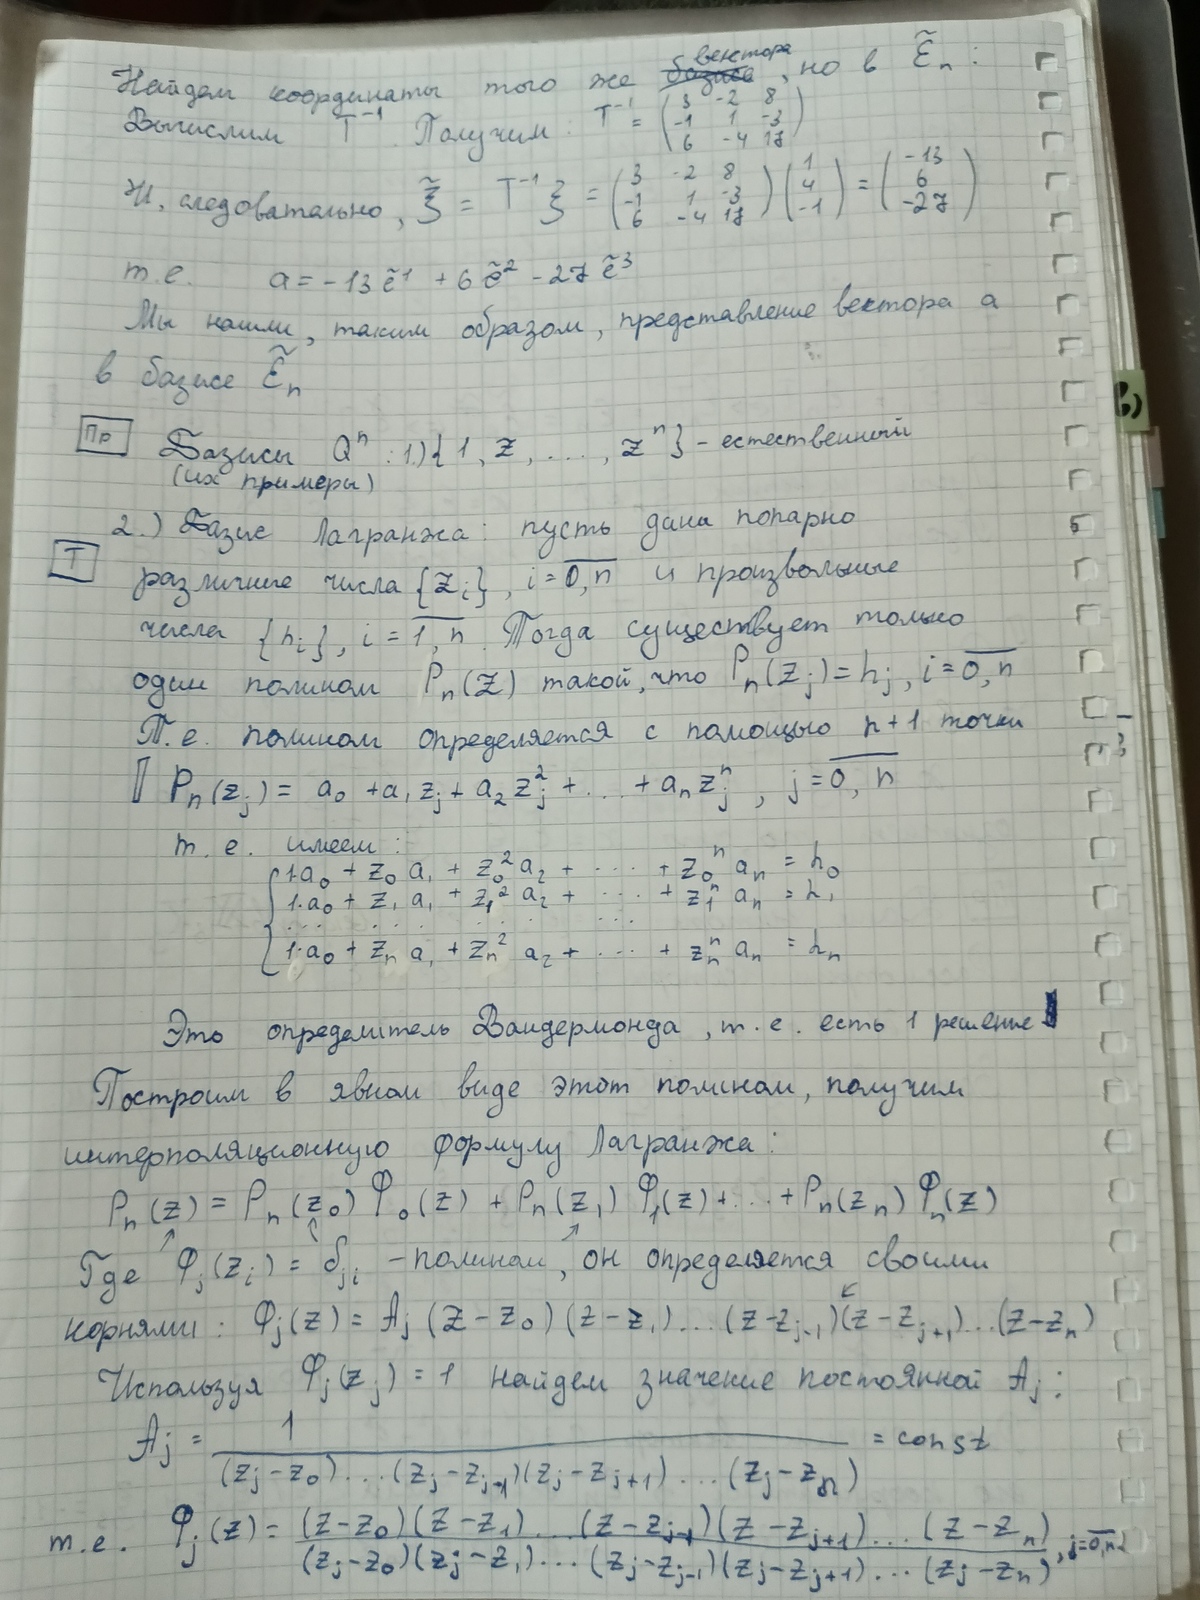 Найдем координаты того же вектора, но в Ẽₙ :
Вычислим T⁻¹. Получим : T⁻¹ = (3 -2 8; -1 1 -3; 6 -4 17)
И, следовательно, ξ̃ = T⁻¹ ξ = (3 -2 8; -1 1 -3; 6 -4 17)(1; 4; -1) = (-13; 6; -27)
т.е. a = -13 ẽ¹ + 6 ẽ² - 27 ẽ³
Мы нашли, таким образом, представление вектора a
в базисе Ẽₙ
Пр Базисы Qⁿ : 1.) {1, z, ..., zⁿ} - естественный
(их примеры)
2.) Базис Лагранжа: пусть дана попарно
Т различные числа {zᵢ}, i = 0,n и произвольные
числа {hᵢ}, i = 1,n. Тогда существует только
один полином Pₙ(z) такой, что Pₙ(zⱼ) = hⱼ, i = 0,n
Т.е. полином определяется с помощью n+1 точки
Pₙ(zⱼ) = a₀ + a₁zⱼ + a₂zⱼ² + ... + aₙzⱼⁿ, j = 0,n
т.е. имеем :
1·a₀ + z₀a₁ + z₀²a₂ + ... + z₀ⁿaₙ = h₀
1·a₀ + z₁a₁ + z₁²a₂ + ... + z₁ⁿaₙ = h₁
. . . . . . . . .
1·a₀ + zₙa₁ + zₙ²a₂ + ... + zₙⁿaₙ = hₙ
Это определитель Вандермонда, т.е. есть 1 решение
Построим в явном виде этот полином, получим
интерполяционную формулу Лагранжа :
Pₙ(z) = Pₙ(z₀) Φ₀(z) + Pₙ(z₁) Φ₁(z) + ... + Pₙ(zₙ) Φₙ(z)
Где Φⱼ(zᵢ) = δⱼᵢ - полином, он определяется своими
корнями : Φⱼ(z) = Aⱼ (z - z₀)(z - z₁)...(z - zⱼ₋₁)(z - zⱼ₊₁)...(z - zₙ)
Используя Φⱼ(zⱼ) = 1 найдем значение постоянной Aⱼ :
Aⱼ = 1 / (zⱼ - z₀)...(zⱼ - zⱼ₋₁)(zⱼ - zⱼ₊₁)...(zⱼ - zₙ) = const
т.е. Φⱼ(z) = (z - z₀)(z - z₁)...(z - zⱼ₋₁)(z - zⱼ₊₁)...(z - zₙ) / (zⱼ - z₀)(zⱼ - z₁)...(zⱼ - zⱼ₋₁)(zⱼ - zⱼ₊₁)...(zⱼ - zₙ), j = 0,n